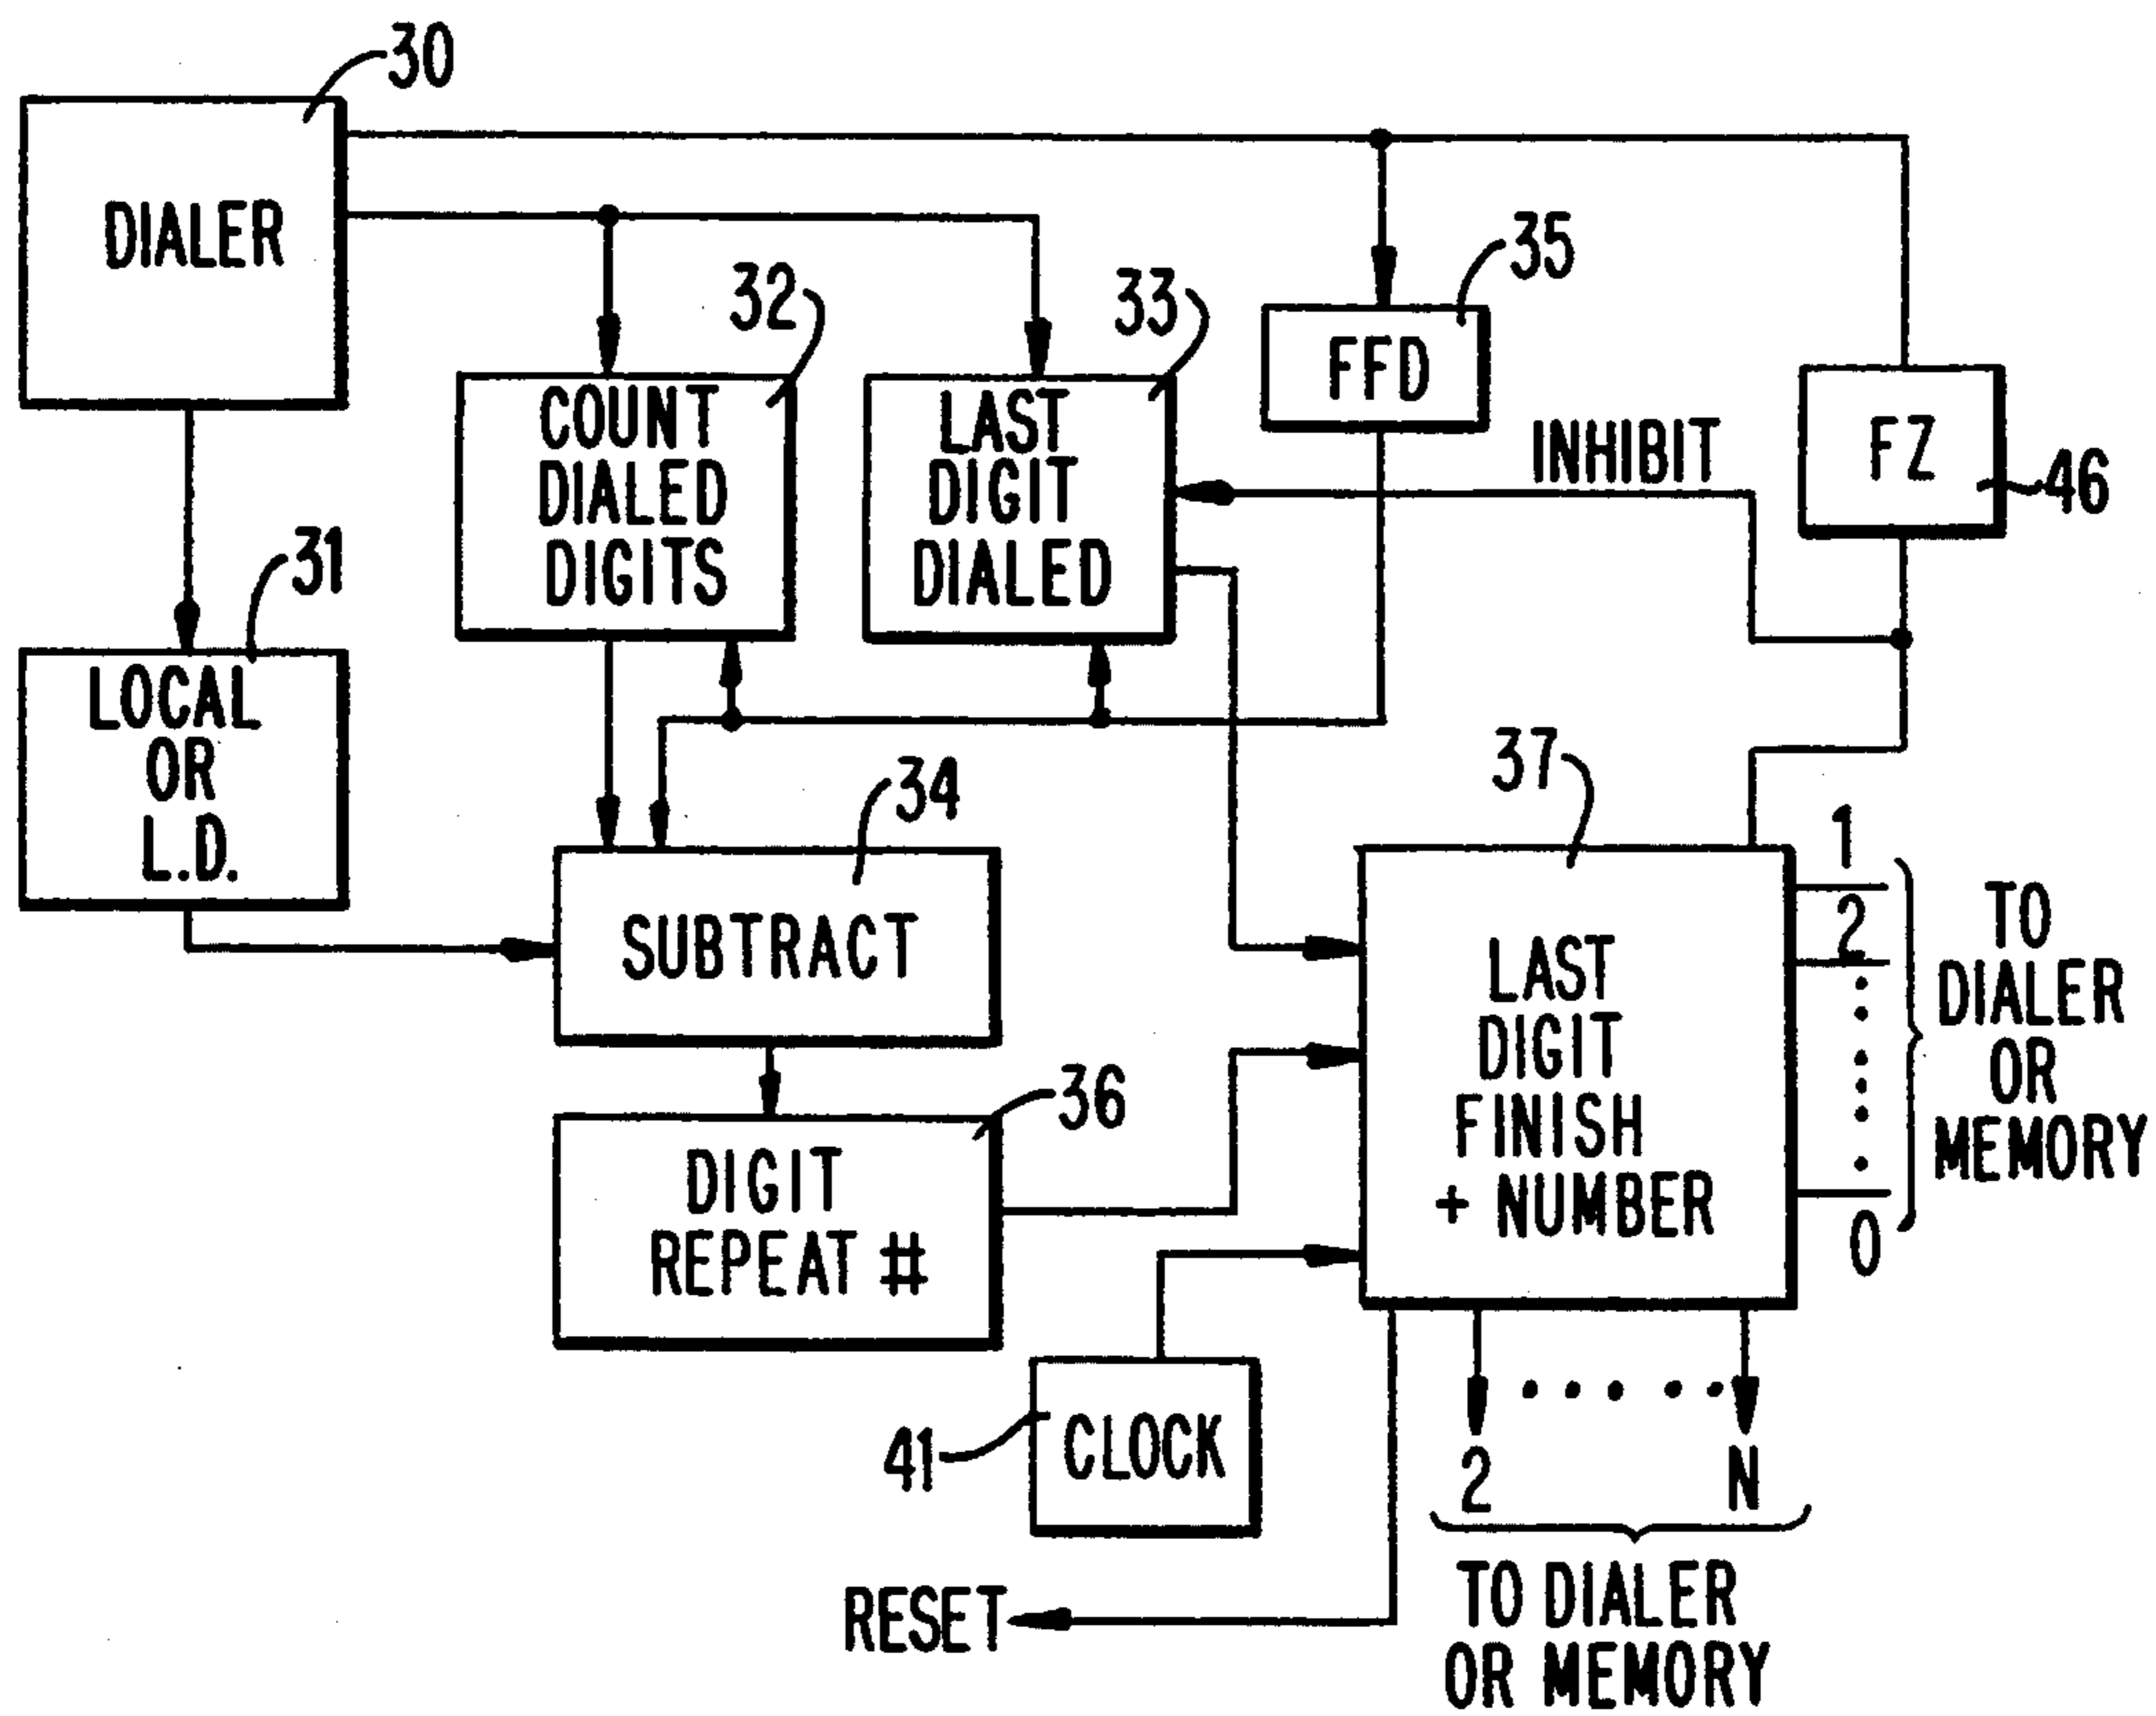 30
DIALER
32
33
35
COUNT
DIALED
DIGITS
LAST
DIGIT
DIALED
FFD
INHIBIT
FZ
46
31
LOCAL
OR
L.D.
34
SUBTRACT
37
LAST
DIGIT
FINISH
+ NUMBER
1
2
0
TO
DIALER
OR
MEMORY
36
DIGIT
REPEAT #
41
CLOCK
2
N
TO DIALER
OR MEMORY
RESET